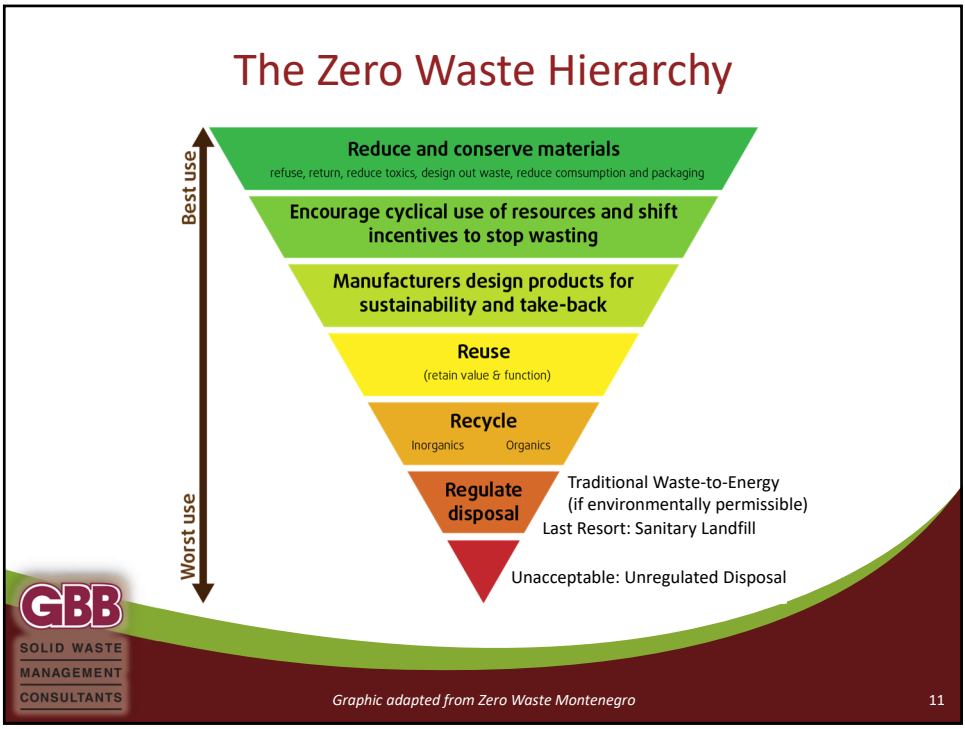 The Zero Waste Hierarchy
Best use
Reduce and conserve materials
refuse, return, reduce toxics, design out waste, reduce comsumption and packaging
Encourage cyclical use of resources and shift
incentives to stop wasting
Manufacturers design products for
sustainability and take-back
Reuse
(retain value & function)
Recycle
Inorganics Organics
Regulate
disposal
Traditional Waste-to-Energy
(if environmentally permissible)
Last Resort: Sanitary Landfill
Worst use
Unacceptable: Unregulated Disposal
GBB
SOLID WASTE
MANAGEMENT
CONSULTANTS
Graphic adapted from Zero Waste Montenegro
11